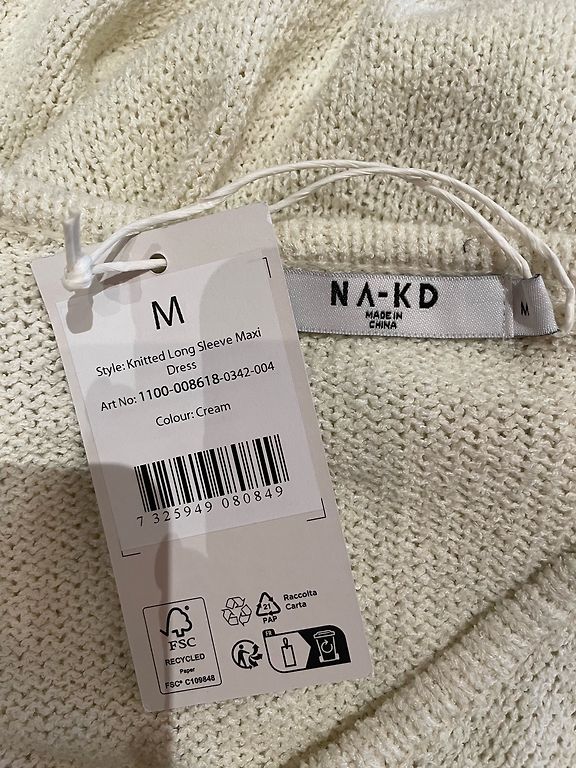 NA-KD
MADE IN
CHINA
M
M
Style: Knitted Long Sleeve Maxi
Dress
Art No: 1100-008618-0342-004
Colour: Cream
7 325949 080849
FSC
RECYCLED
Paper
FSC® C109848
21
PAP
Raccolta
Carta
FR